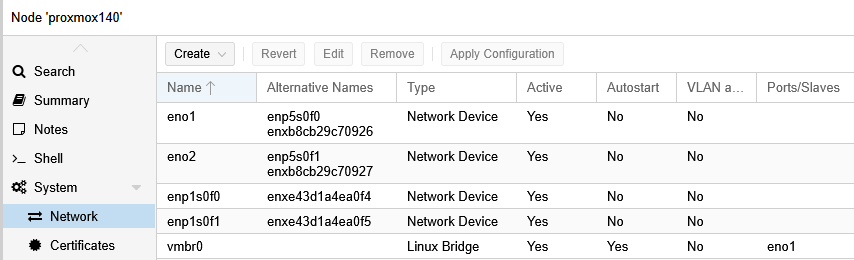 Node 'proxmox140'
Search
Summary
Notes
Shell
System
Network
Certificates
Create Revert Edit Remove Apply Configuration
Name Alternative Names Type Active Autostart VLAN a... Ports/Slaves
eno1 enp5s0f0 Network Device Yes No No
enxb8cb29c70926
eno2 enp5s0f1 Network Device Yes No No
enxb8cb29c70927
enp1s0f0 enxe43d1a4ea0f4 Network Device Yes No No
enp1s0f1 enxe43d1a4ea0f5 Network Device Yes No No
vmbr0 Linux Bridge Yes Yes No eno1